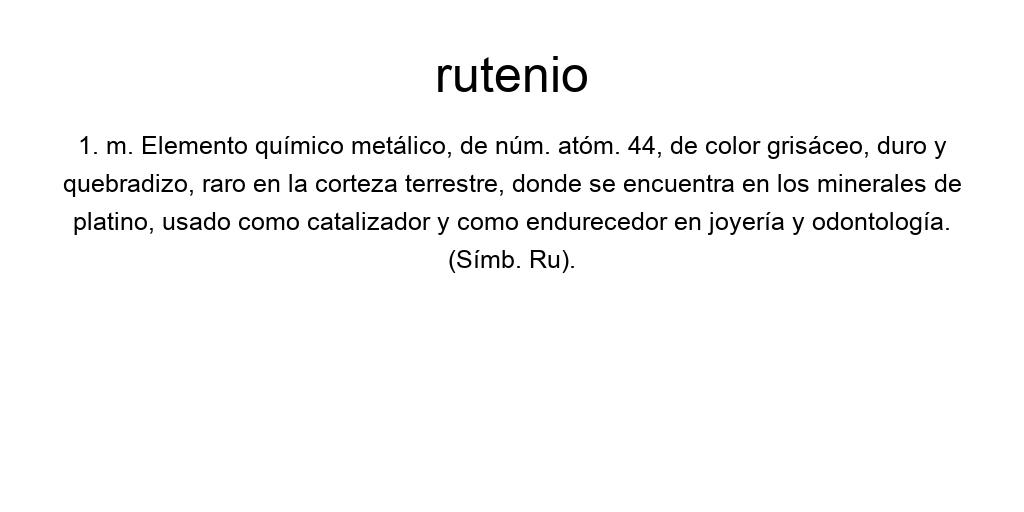 rutenio
1. m. Elemento químico metálico, de núm. atóm. 44, de color grisáceo, duro y
quebradizo, raro en la corteza terrestre, donde se encuentra en los minerales de
platino, usado como catalizador y como endurecedor en joyería y odontología.
(Símb. Ru).